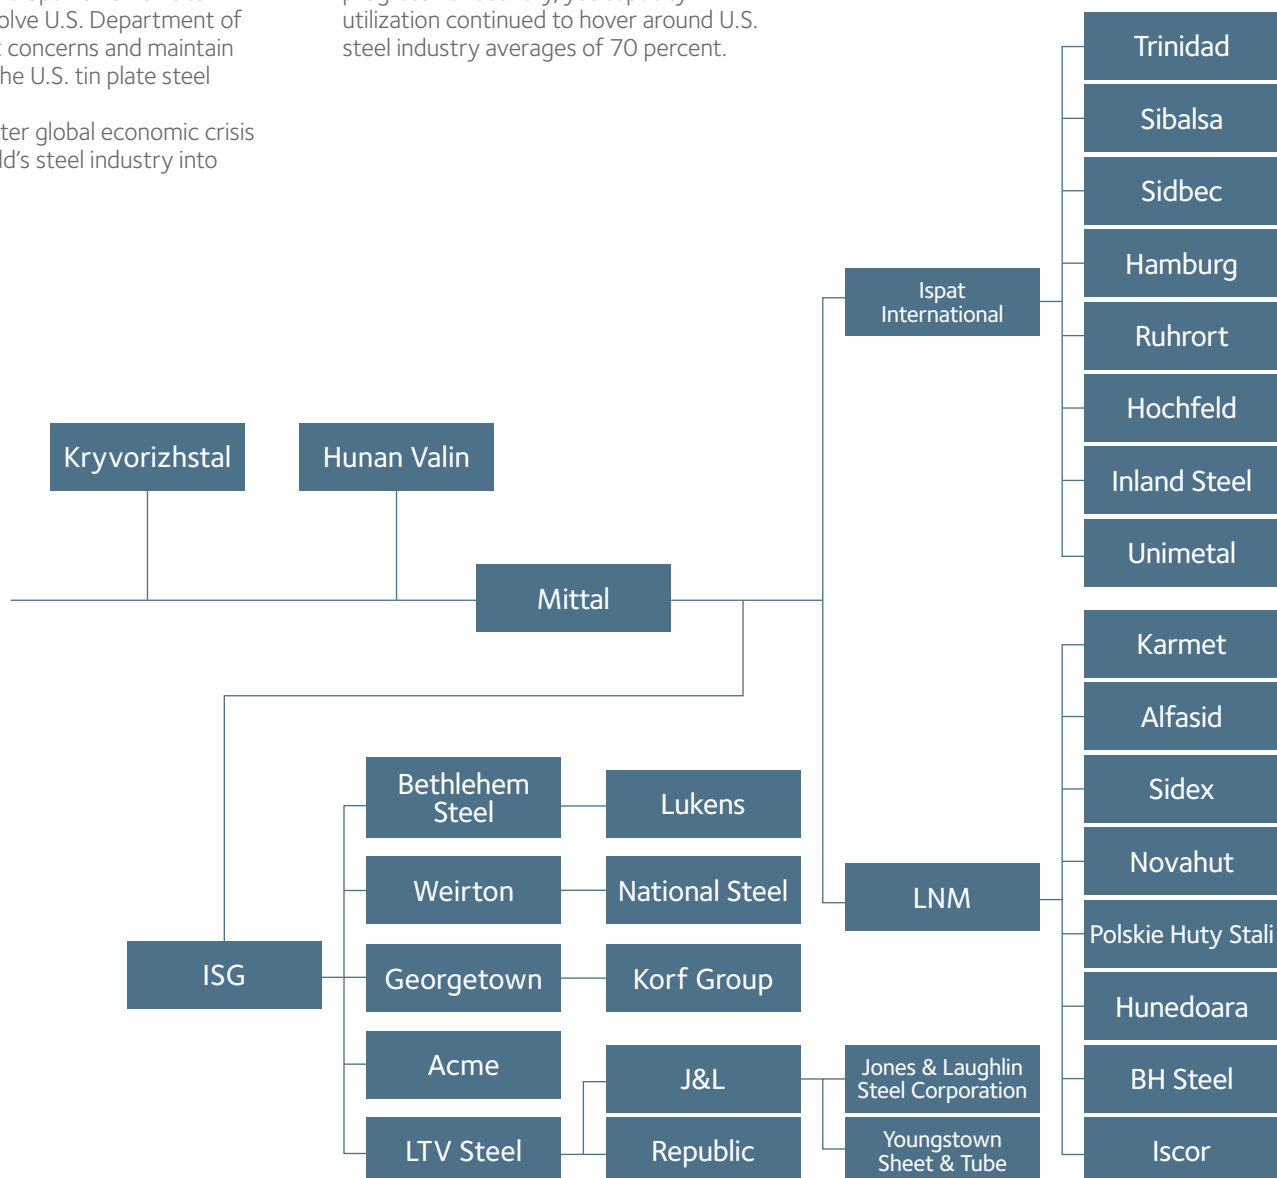 olve U.S. Department of
concerns and maintain
he U.S. tin plate steel
ter global economic crisis
ld's steel industry into
utilization continued to hover around U.S.
steel industry averages of 70 percent.
Trinidad
Sibalsa
Sidbec
Hamburg
Ispat
International
Ruhrort
Hochfeld
Inland Steel
Unimetal
Kryvorizhstal
Hunan Valin
Mittal
Karmet
Alfasid
Sidex
Novahut
Polskie Huty Stali
Hunedoara
BH Steel
Iscor
LNM
ISG
Bethlehem
Steel
Lukens
Weirton
National Steel
Georgetown
Korf Group
Acme
LTV Steel
J&L
Republic
Jones & Laughlin
Steel Corporation
Youngstown
Sheet & Tube